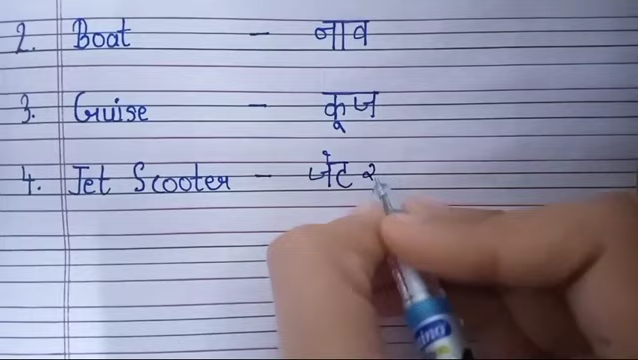 2. Boat - नाव
3. Cruise - कूज
4. Jet Scooter - जेट